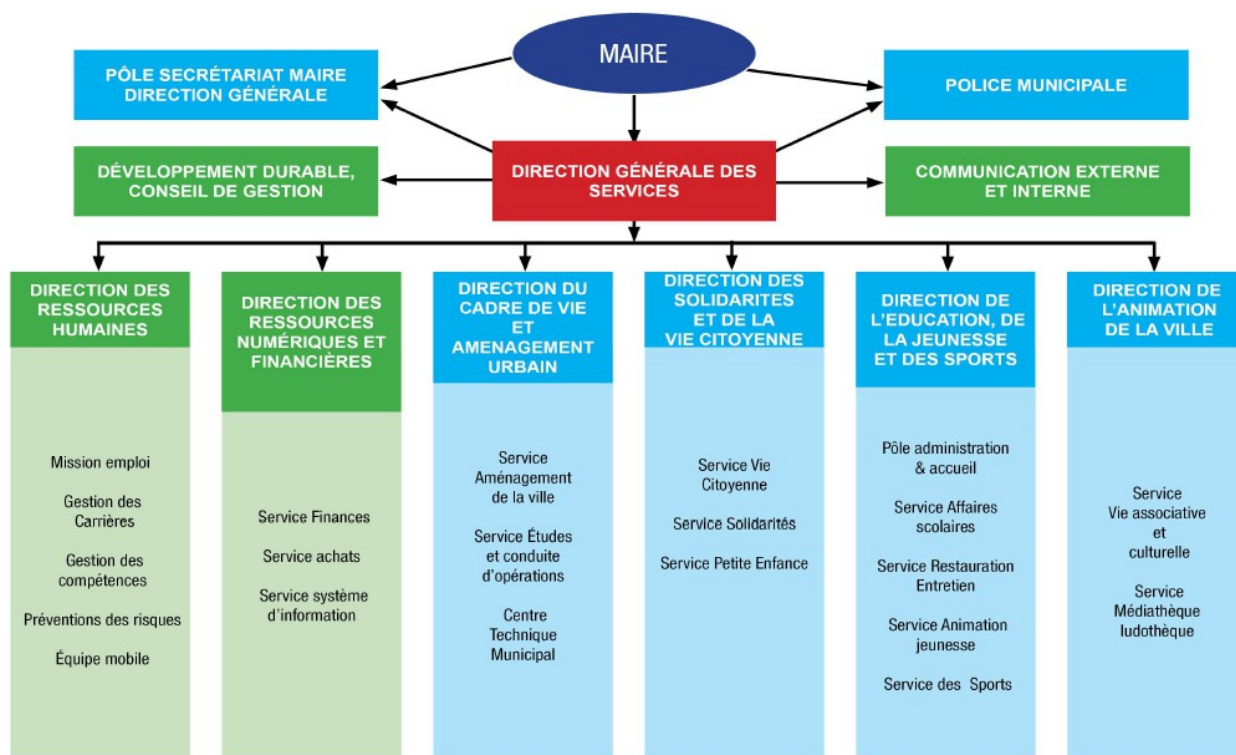 MAIRE
PÔLE SECRÉTARIAT MAIRE
DIRECTION GÉNÉRALE
POLICE MUNICIPALE
DÉVELOPPEMENT DURABLE,
CONSEIL DE GESTION
DIRECTION GÉNÉRALE DES
SERVICES
COMMUNICATION EXTERNE
ET INTERNE
DIRECTION DES
RESSOURCES
HUMAINES
Mission emploi
Gestion des
Carrières
Gestion des
compétences
Préventions des risques
Équipe mobile
DIRECTION DES
RESSOURCES
NUMÉRIQUES ET
FINANCIÈRES
Service Finances
Service achats
Service système
d'information
DIRECTION DU
CADRE DE VIE
ET
AMENAGEMENT
URBAIN
Service
Aménagement
de la ville
Service Études
et conduite
d'opérations
Centre
Technique
Municipal
DIRECTION DES
SOLIDARITES
ET DE LA
VIE CITOYENNE
Service Vie
Citoyenne
Service Solidarités
Service Petite Enfance
DIRECTION DE
L'EDUCATION, DE
LA JEUNESSE
ET DES SPORTS
Pôle administration
& accueil
Service Affaires
scolaires
Service Restauration
Entretien
Service Animation
jeunesse
Service des Sports
DIRECTION DE
L'ANIMATION
DE LA VILLE
Service
Vie associative
et
culturelle
Service
Médiathèque
ludothèque